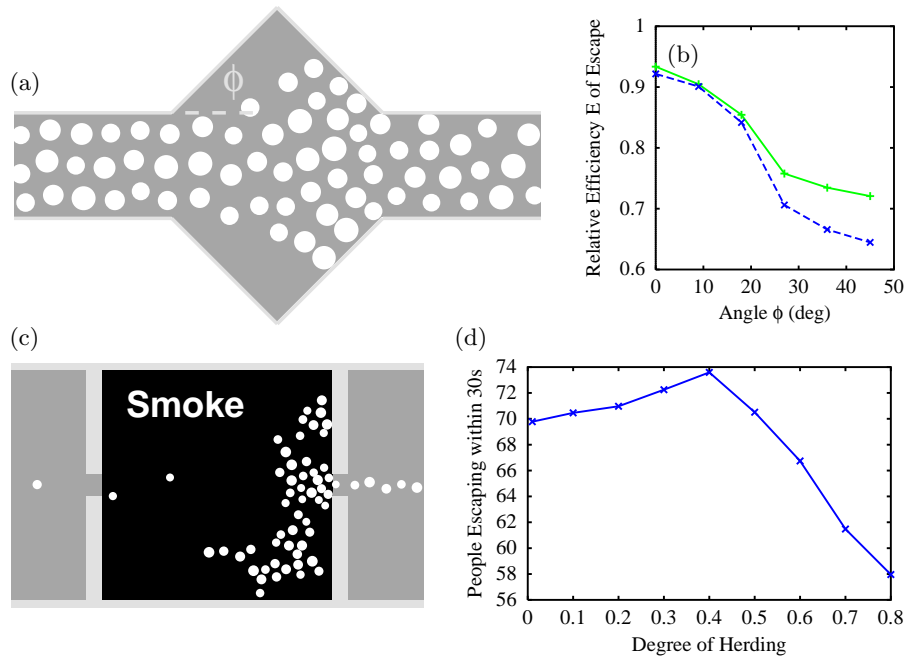 (a)
ϕ
(b)
Relative Efficiency E of Escape
1
0.9
0.8
0.7
0.6
0 10 20 30 40 50
Angle ϕ (deg)
(c)
Smoke
(d)
People Escaping within 30s
74
72
70
68
66
64
62
60
58
56
0 0.1 0.2 0.3 0.4 0.5 0.6 0.7 0.8
Degree of Herding